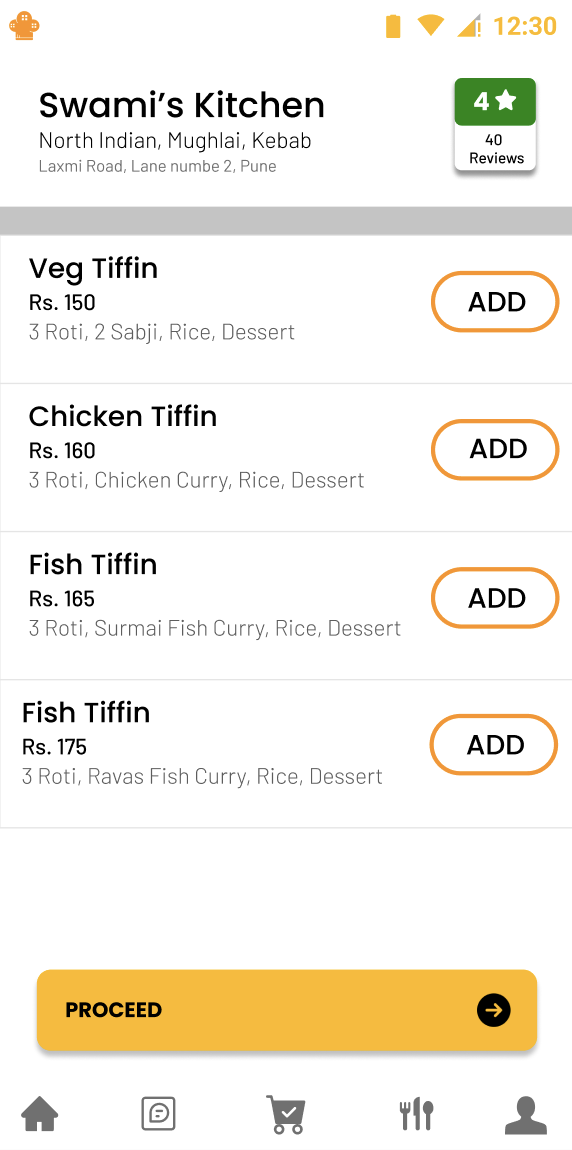 12:30
Swami's Kitchen
North Indian, Mughlai, Kebab
Laxmi Road, Lane numbe 2, Pune
4
40
Reviews
Veg Tiffin
Rs. 150
3 Roti, 2 Sabji, Rice, Dessert
ADD
Chicken Tiffin
Rs. 160
3 Roti, Chicken Curry, Rice, Dessert
ADD
Fish Tiffin
Rs. 165
3 Roti, Surmai Fish Curry, Rice, Dessert
ADD
Fish Tiffin
Rs. 175
3 Roti, Ravas Fish Curry, Rice, Dessert
ADD
PROCEED